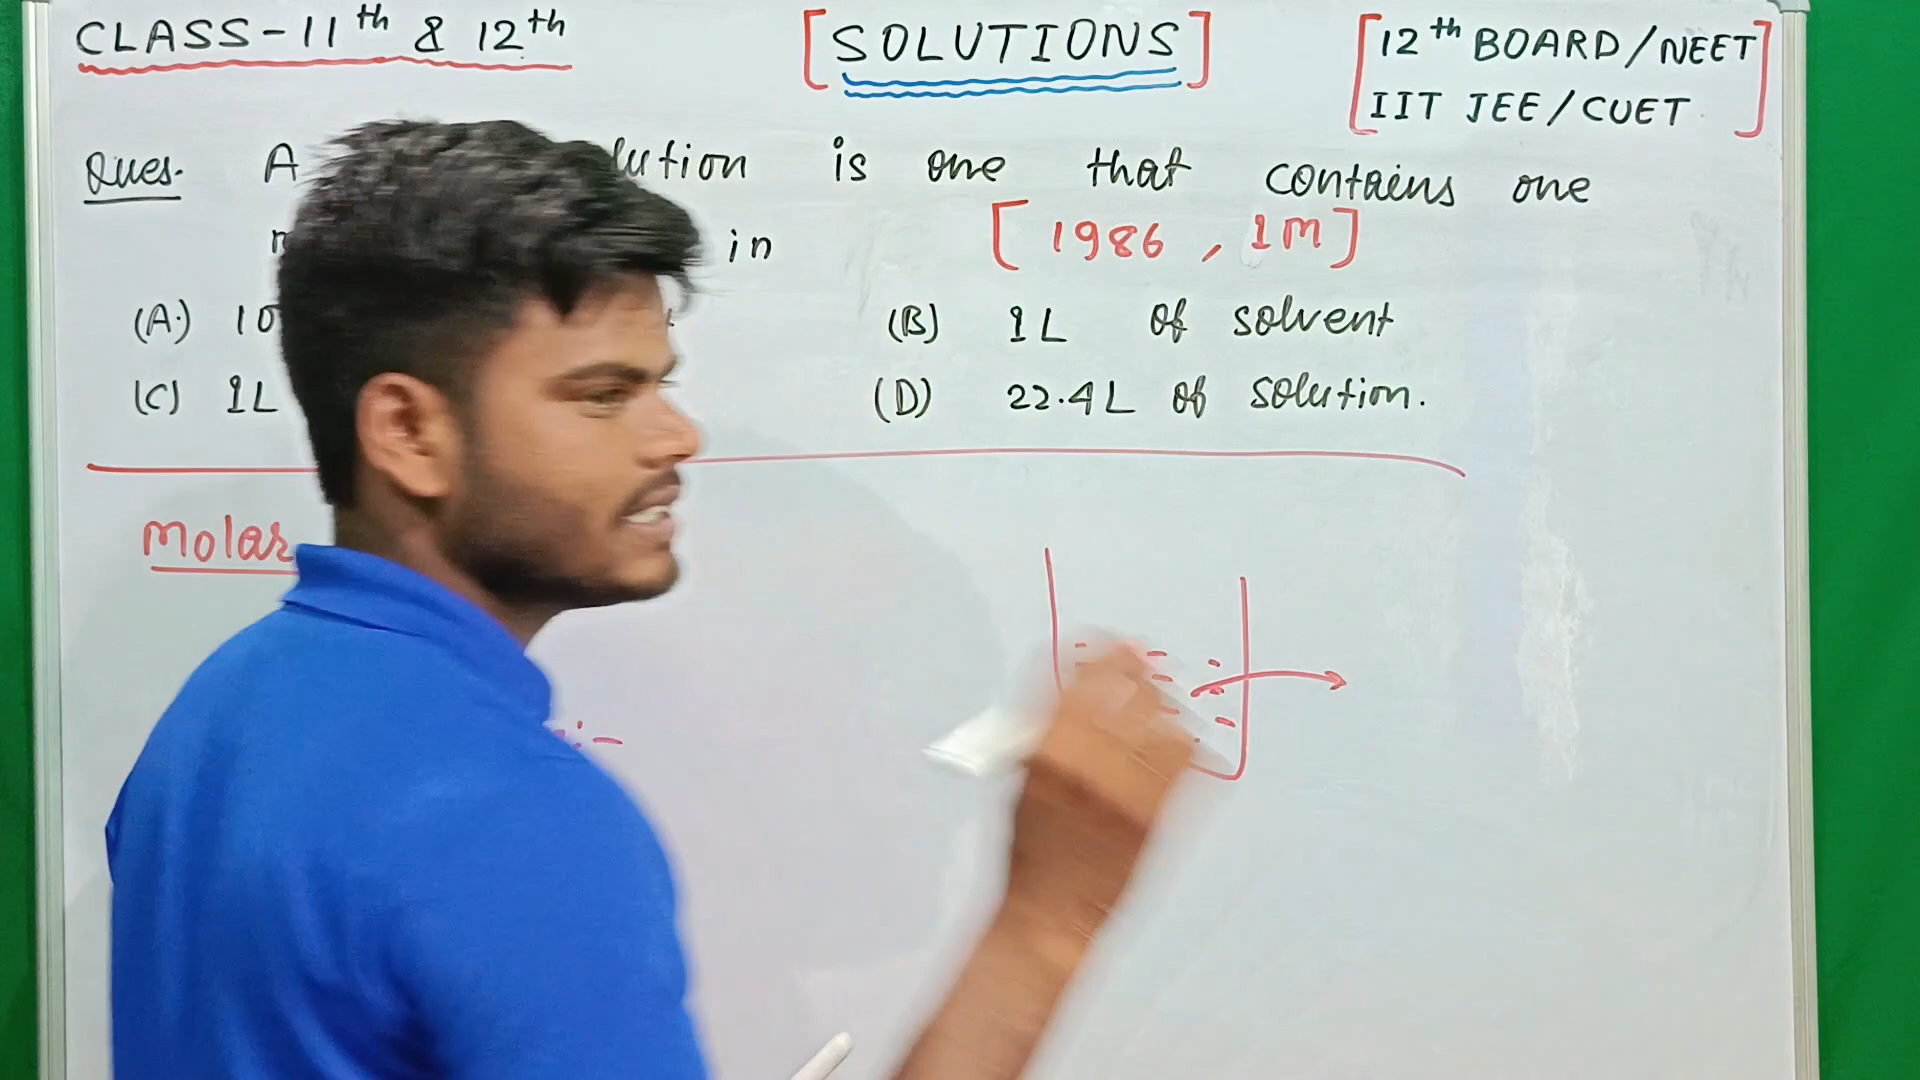 CLASS-11th & 12th
[SOLUTIONS]
[12th BOARD/NEET
IIT JEE/CUET]
Ques. A lution is one that contains one
in [1986, 1M]
(A.) 10 (B) 1L of solvent
(C) 1L (D) 22.4L of solution.
Molar